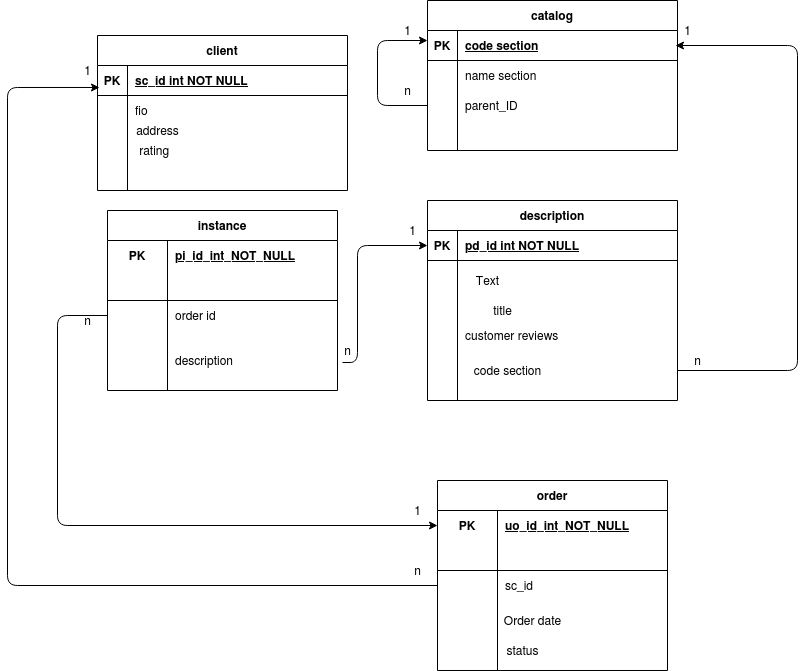 catalog
1
1
PK
code section
name section
n
parent_ID
client
1
PK
sc_id int NOT NULL
fio
address
rating
instance
PK
pi_id_int_NOT_NULL
order id
n
description
n
description
1
PK
pd_id int NOT NULL
Text
title
customer reviews
code section
n
order
1
PK
uo_id_int_NOT_NULL
n
sc_id
Order date
status